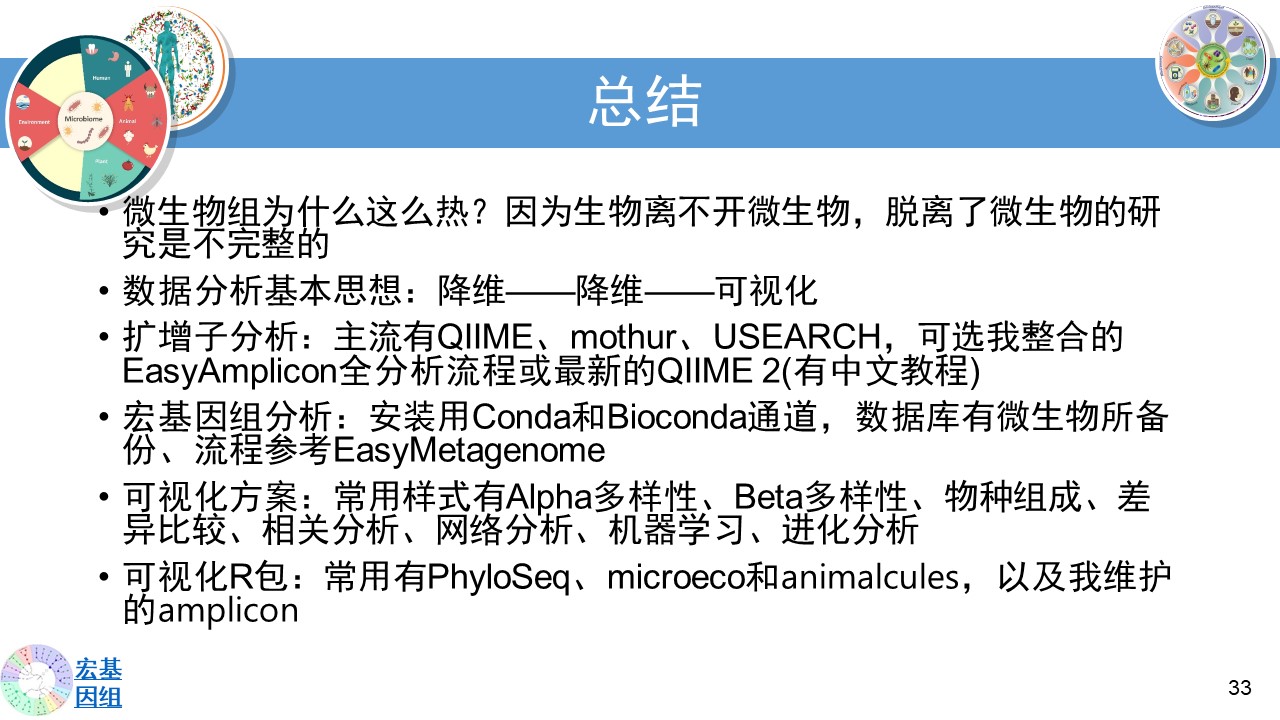 总结
Human
Environment
Microbiome
Animal
Plant
• 微生物组为什么这么热？因为生物离不开微生物，脱离了微生物的研
究是不完整的
• 数据分析基本思想：降维——降维——可视化
• 扩增子分析：主流有QIIME、mothur、USEARCH，可选我整合的
EasyAmplicon全分析流程或最新的QIIME 2(有中文教程)
• 宏基因组分析：安装用Conda和Bioconda通道，数据库有微生物所备
份、流程参考EasyMetagenome
• 可视化方案：常用样式有Alpha多样性、Beta多样性、物种组成、差
异比较、相关分析、网络分析、机器学习、进化分析
• 可视化R包：常用有PhyloSeq、microeco和animalcules，以及我维护
的amplicon
宏基
因组
33